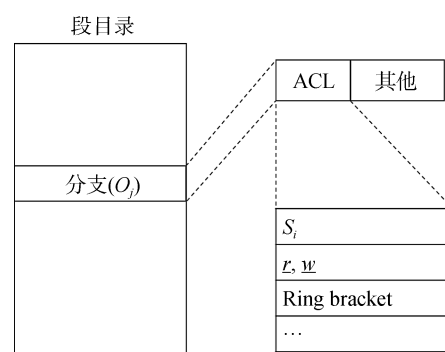 段目录
ACL 其他
分支(Oj)
Si
r, w
Ring bracket
…